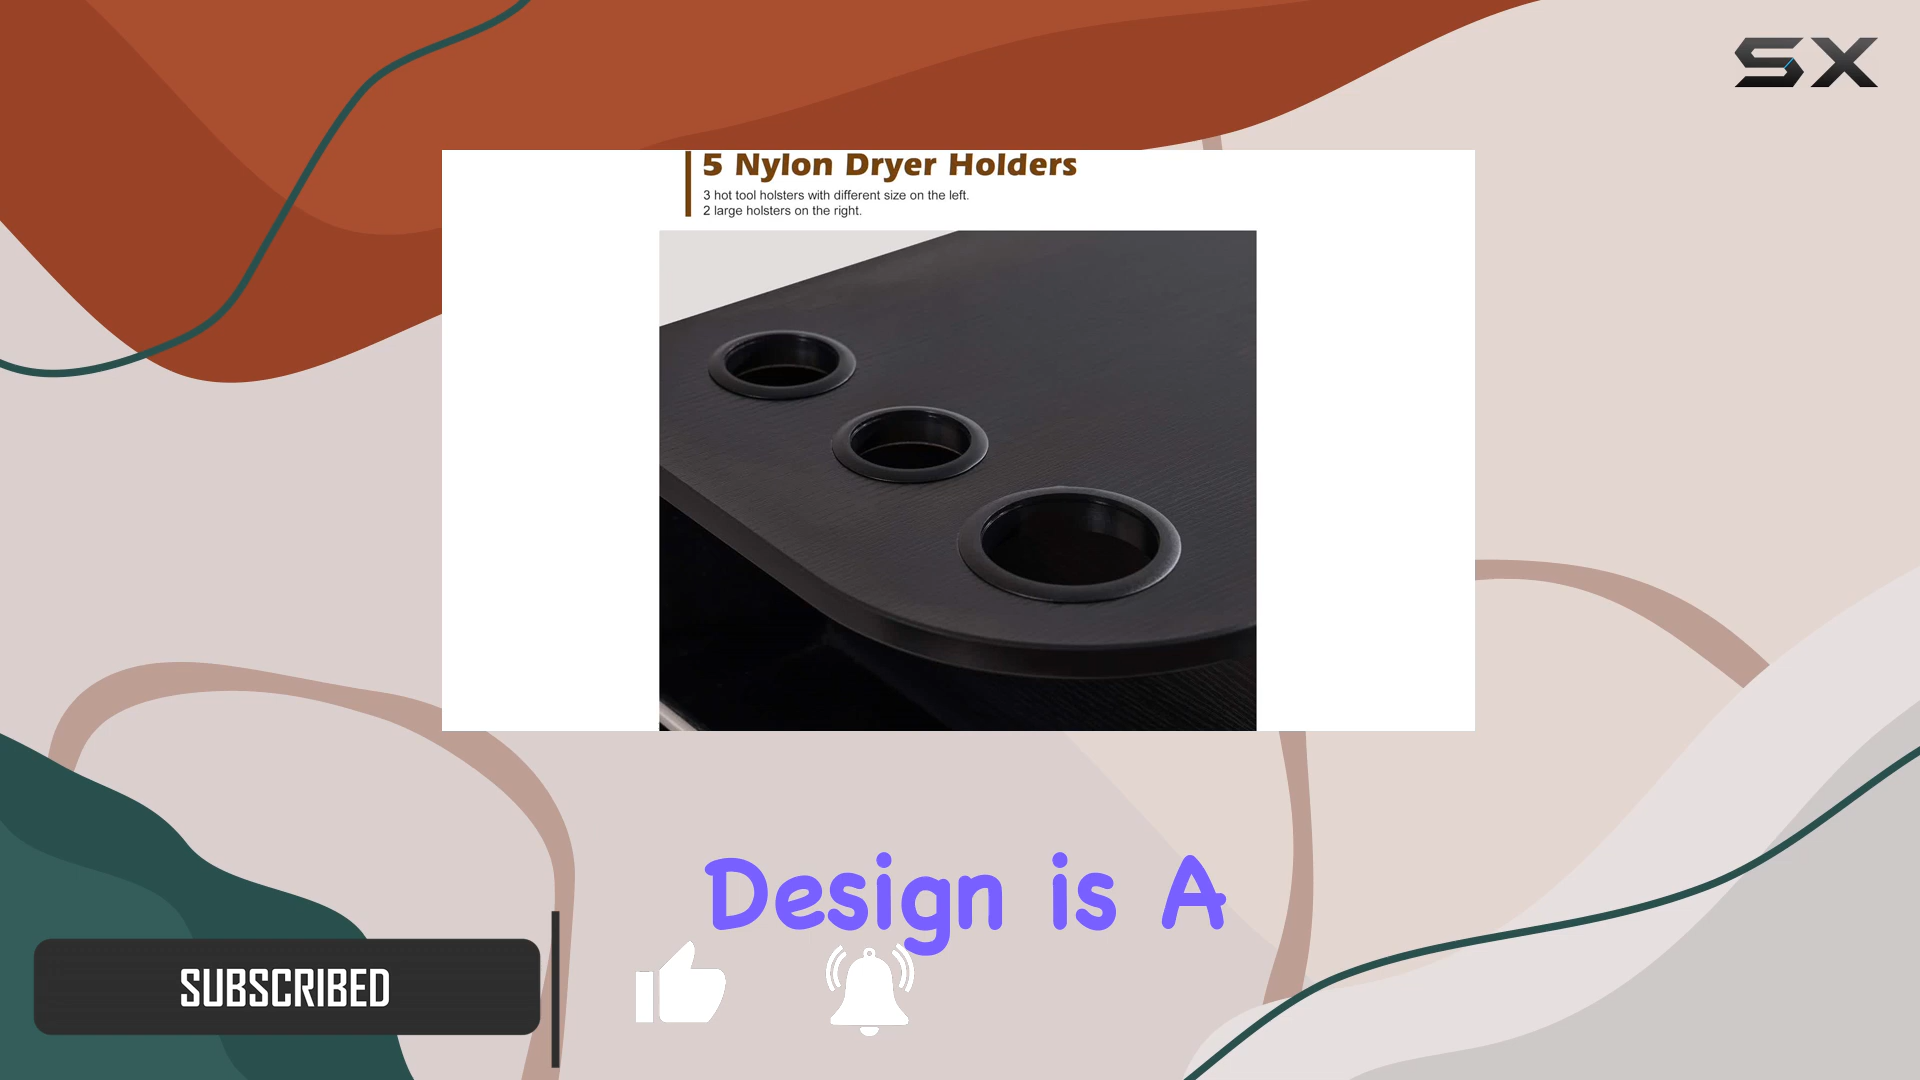 SX
5 Nylon Dryer Holders
3 hot tool holsters with different size on the left.
2 large holsters on the right.
Design is A
SUBSCRIBED